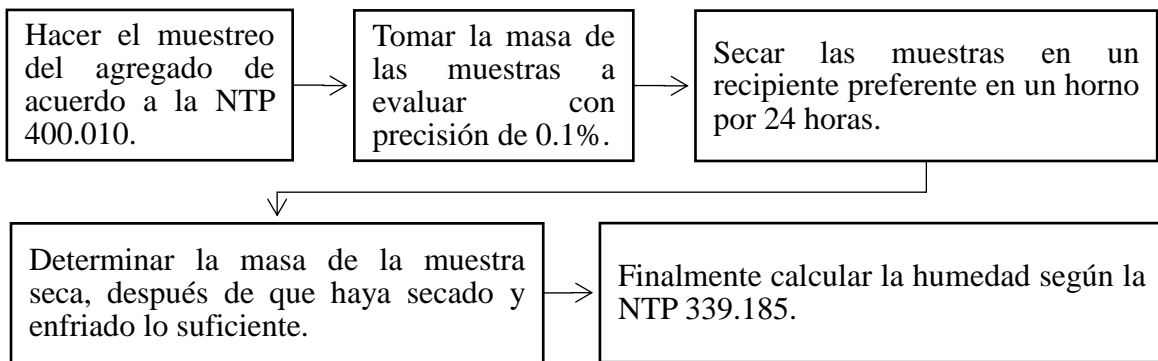 Hacer el muestreo
del agregado de
acuerdo a la NTP
400.010.
Tomar la masa de
las muestras a
evaluar con
precisión de 0.1%.
Secar las muestras en un
recipiente preferente en un horno
por 24 horas.
Determinar la masa de la muestra
seca, después de que haya secado y
enfriado lo suficiente.
Finalmente calcular la humedad según la
NTP 339.185.